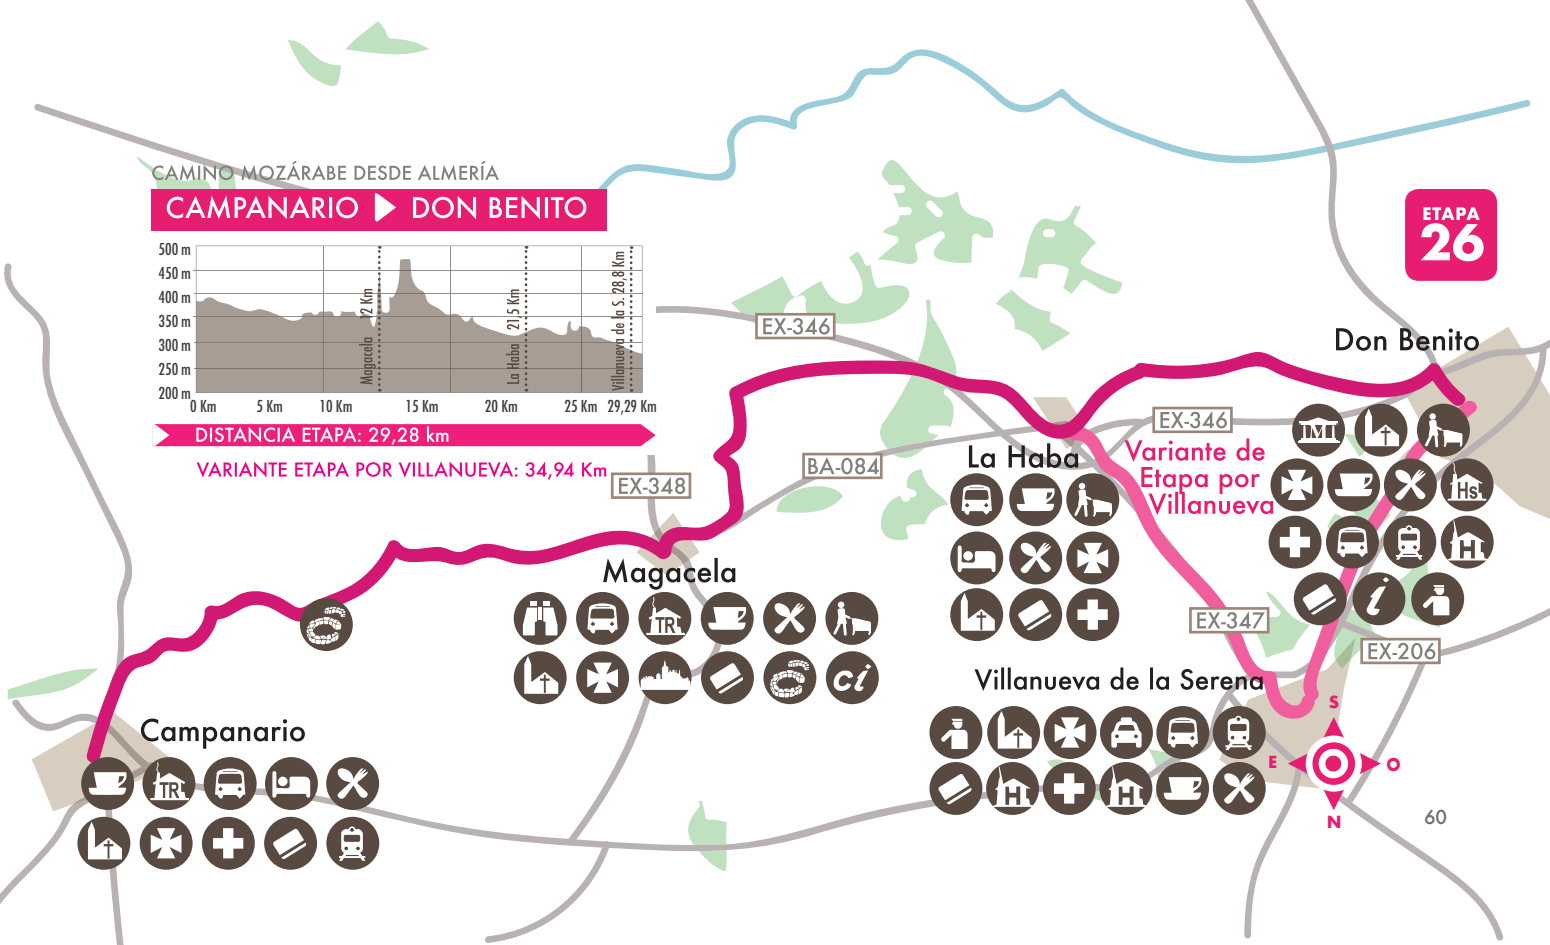 CAMINO MOZÁRABE DESDE ALMERÍA
CAMPANARIO DON BENITO
500 m
450 m
400 m
350 m
300 m
250 m
200 m
Magacela 12 Km
La Haba 21,5 Km
Villanueva de la S. 28,8 Km
0 Km 5 Km 10 Km 15 Km 20 Km 25 Km 29,29 Km
DISTANCIA ETAPA: 29,28 km
VARIANTE ETAPA POR VILLANUEVA: 34,94 Km
ETAPA
26
EX-346
Don Benito
EX-346
BA-084
EX-348
La Haba
Variante de
Etapa por
Villanueva
Hs
H
i
Magacela
TR
ci
EX-347
EX-206
Villanueva de la Serena
H
H
Campanario
TR
S
E
O
N
60